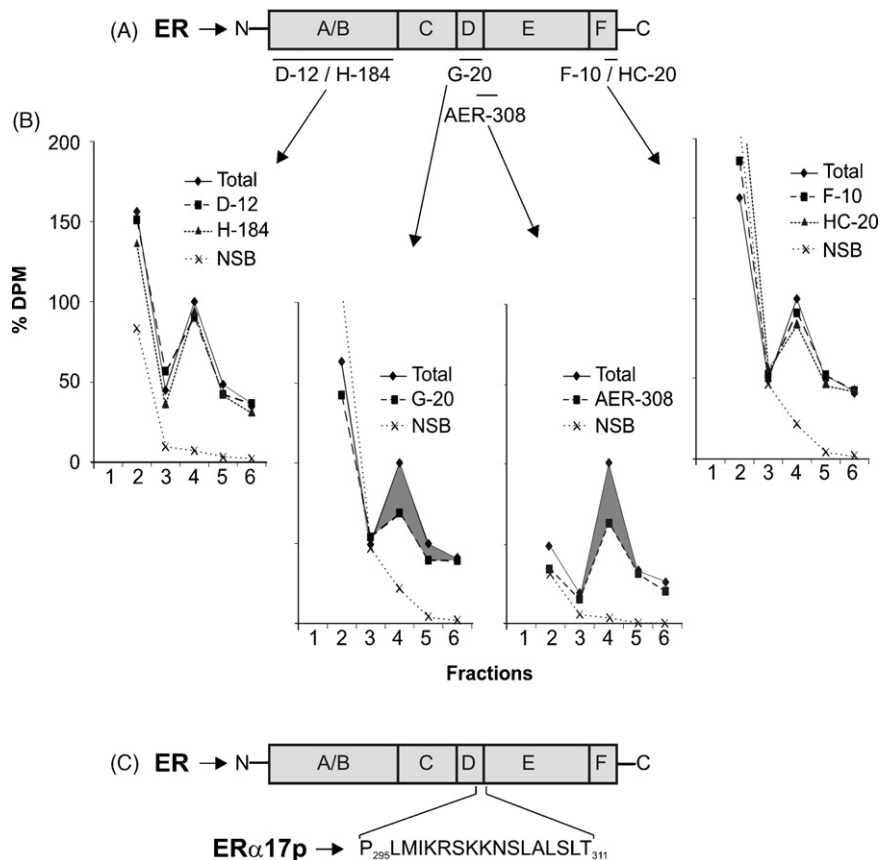 (A) ER → N– A/B C D E F –C
D-12 / H-184 G-20 F-10 / HC-20
AER-308
(B)
% DPM
200
150
100
50
0
Total
D-12
H-184
NSB
1 2 3 4 5 6
Total
G-20
NSB
1 2 3 4 5 6
Total
AER-308
NSB
1 2 3 4 5 6
Total
F-10
HC-20
NSB
1 2 3 4 5 6
Fractions
(C) ER → N– A/B C D E F –C
ERα17p → P₂₉₅LMIKRSKKNSLALSLT₃₁₁